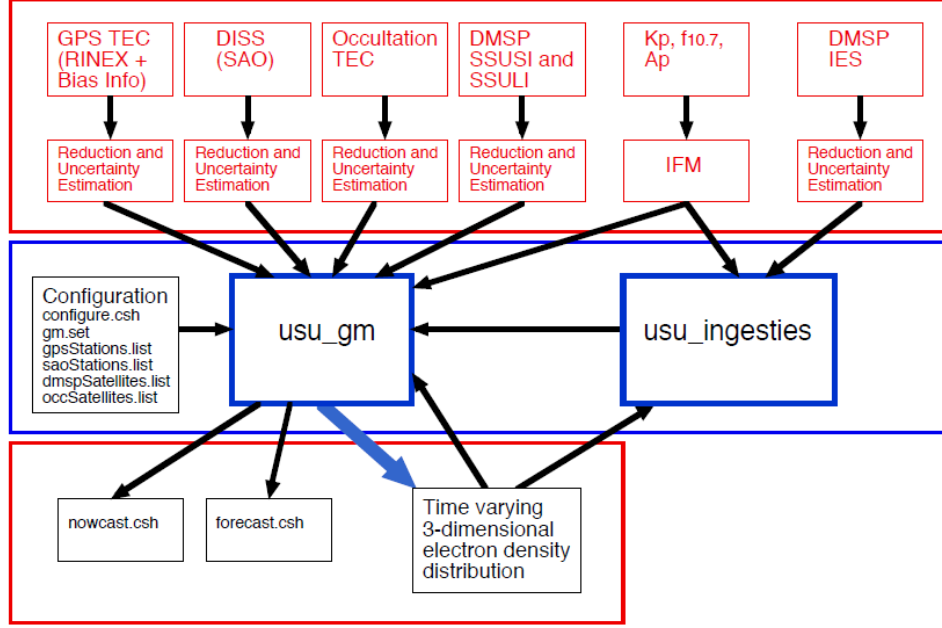 GPS TEC
(RINEX +
Bias Info)
DISS
(SAO)
Occultation
TEC
DMSP
SSUSI and
SSULI
Kp, f10.7,
Ap
DMSP
IES
Reduction and
Uncertainty
Estimation
Reduction and
Uncertainty
Estimation
Reduction and
Uncertainty
Estimation
Reduction and
Uncertainty
Estimation
IFM
Reduction and
Uncertainty
Estimation
Configuration
configure.csh
gm.set
gpsStations.list
saoStations.list
dmspSatellites.list
occSatellites.list
usu_gm
usu_ingesties
nowcast.csh
forecast.csh
Time varying
3-dimensional
electron density
distribution